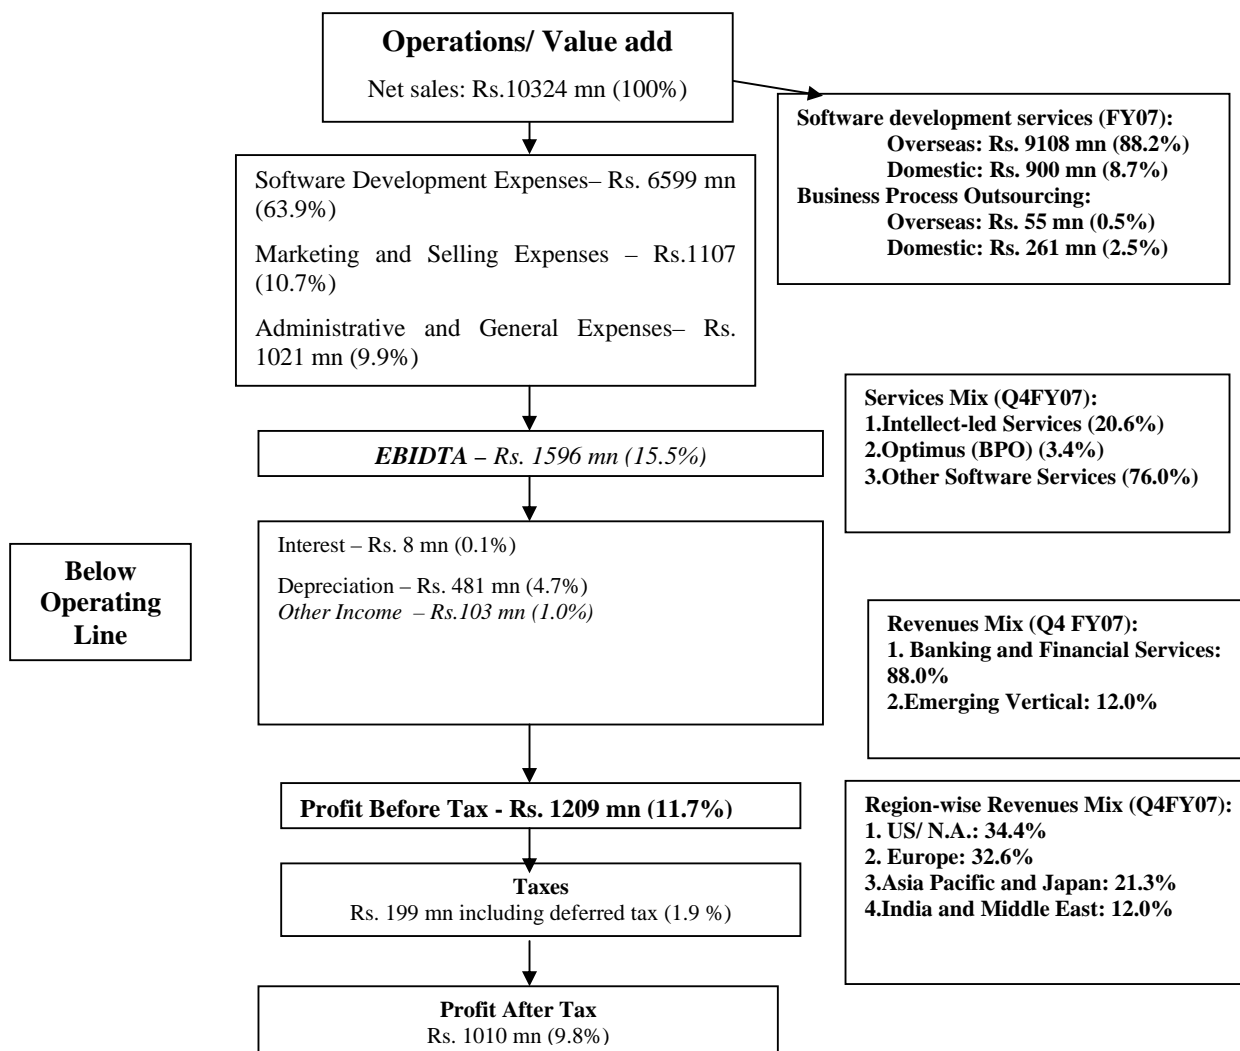 Operations/ Value add
Net sales: Rs.10324 mn (100%)
Software development services (FY07):
Overseas: Rs. 9108 mn (88.2%)
Domestic: Rs. 900 mn (8.7%)
Business Process Outsourcing:
Overseas: Rs. 55 mn (0.5%)
Domestic: Rs. 261 mn (2.5%)
Software Development Expenses– Rs. 6599 mn
(63.9%)
Marketing and Selling Expenses – Rs.1107
(10.7%)
Administrative and General Expenses– Rs.
1021 mn (9.9%)
Services Mix (Q4FY07):
1.Intellect-led Services (20.6%)
2.Optimus (BPO) (3.4%)
3.Other Software Services (76.0%)
EBIDTA – Rs. 1596 mn (15.5%)
Below
Operating
Line
Interest – Rs. 8 mn (0.1%)
Depreciation – Rs. 481 mn (4.7%)
Other Income – Rs.103 mn (1.0%)
Revenues Mix (Q4 FY07):
1. Banking and Financial Services:
88.0%
2.Emerging Vertical: 12.0%
Profit Before Tax - Rs. 1209 mn (11.7%)
Region-wise Revenues Mix (Q4FY07):
1. US/ N.A.: 34.4%
2. Europe: 32.6%
3.Asia Pacific and Japan: 21.3%
4.India and Middle East: 12.0%
Taxes
Rs. 199 mn including deferred tax (1.9 %)
Profit After Tax
Rs. 1010 mn (9.8%)